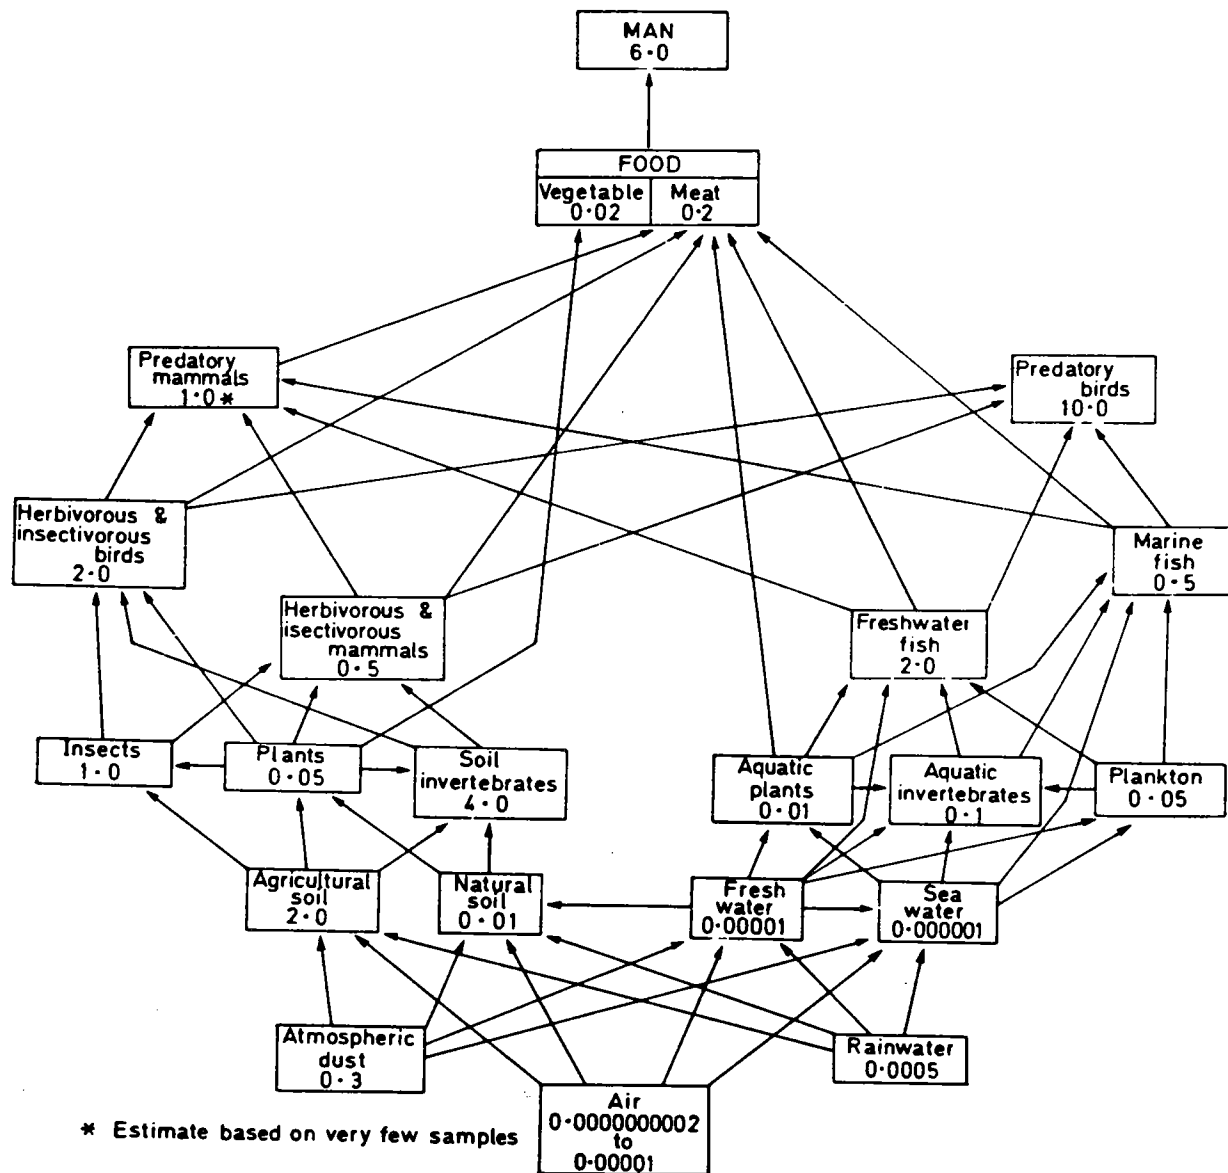 MAN
6·0
FOOD
Vegetable
0·02
Meat
0·2
Predatory
mammals
1·0*
Predatory
birds
10·0
Herbivorous &
insectivorous
birds
2·0
Marine
fish
0·5
Herbivorous &
isectivorous
mammals
0·5
Freshwater
fish
2·0
Insects
1·0
Plants
0·05
Soil
invertebrates
4·0
Aquatic
plants
0·01
Aquatic
invertebrates
0·1
Plankton
0·05
Agricultural
soil
2·0
Natural
soil
0·01
Fresh
water
0·00001
Sea
water
0·000001
Atmospheric
dust
0·3
Rainwater
0·0005
Air
0·0000000002
to
0·00001
* Estimate based on very few samples